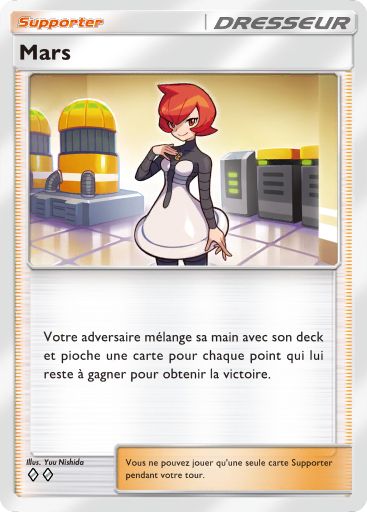 Supporter
DRESSEUR
Mars
Votre adversaire mélange sa main avec son deck
et pioche une carte pour chaque point qui lui
reste à gagner pour obtenir la victoire.
Illus. Yuu Nishida
Vous ne pouvez jouer qu'une seule carte Supporter
pendant votre tour.